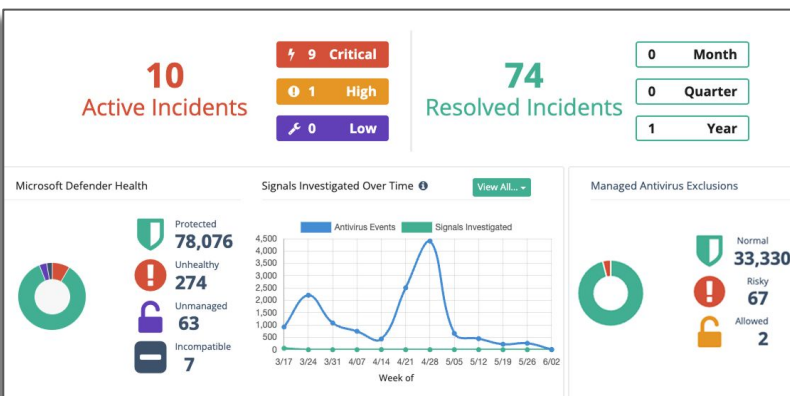 10
Active Incidents
9 Critical
1 High
0 Low
74
Resolved Incidents
0 Month
0 Quarter
1 Year
Microsoft Defender Health
Protected
78,076
Unhealthy
274
Unmanaged
63
Incompatible
7
Signals Investigated Over Time
View All...
Antivirus Events
Signals Investigated
4,500
4,000
3,500
3,000
2,500
2,000
1,500
1,000
500
0
3/17 3/24 3/31 4/07 4/14 4/21 4/28 5/05 5/12 5/19 5/26 6/02
Week of
Managed Antivirus Exclusions
Normal
33,330
Risky
67
Allowed
2